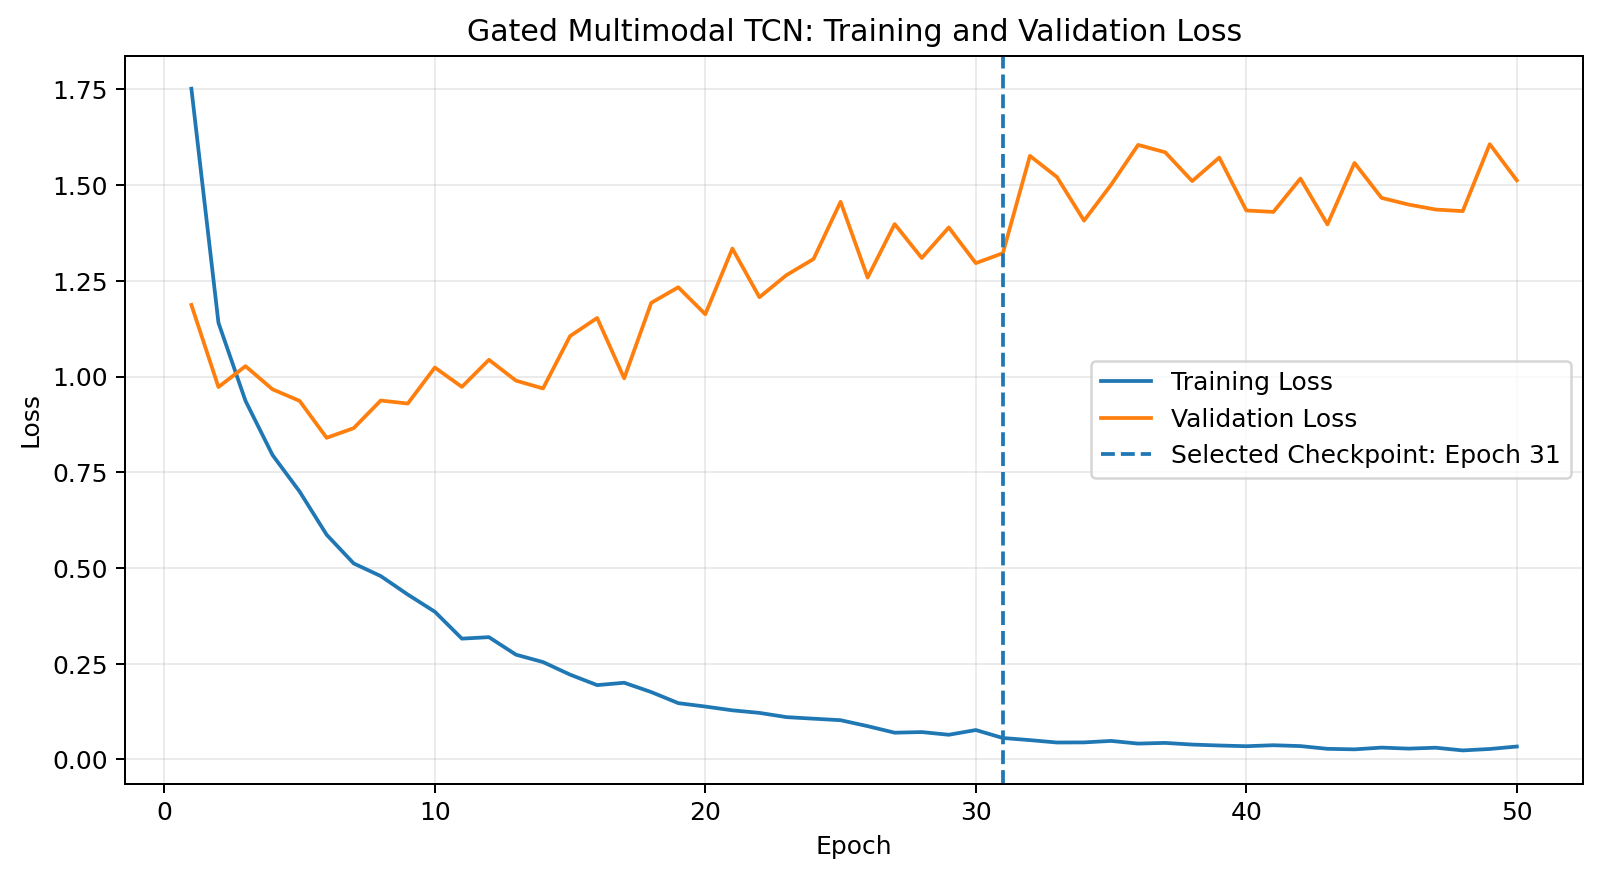 Gated Multimodal TCN: Training and Validation Loss
1.75
1.50
1.25
1.00
0.75
0.50
0.25
0.00
Loss
Training Loss
Validation Loss
Selected Checkpoint: Epoch 31
0 10 20 30 40 50
Epoch